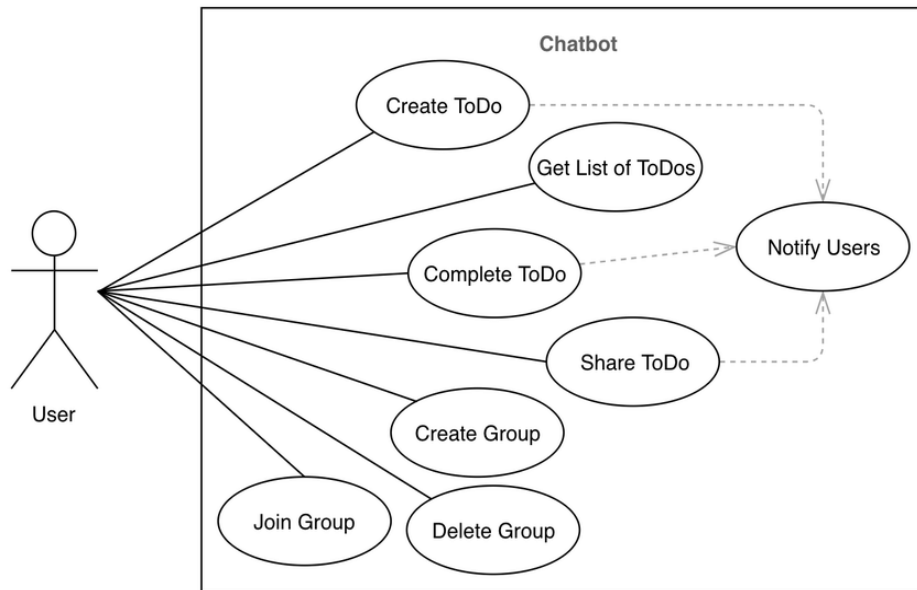 Chatbot
Create ToDo
Get List of ToDos
Notify Users
Complete ToDo
Share ToDo
User
Create Group
Join Group
Delete Group